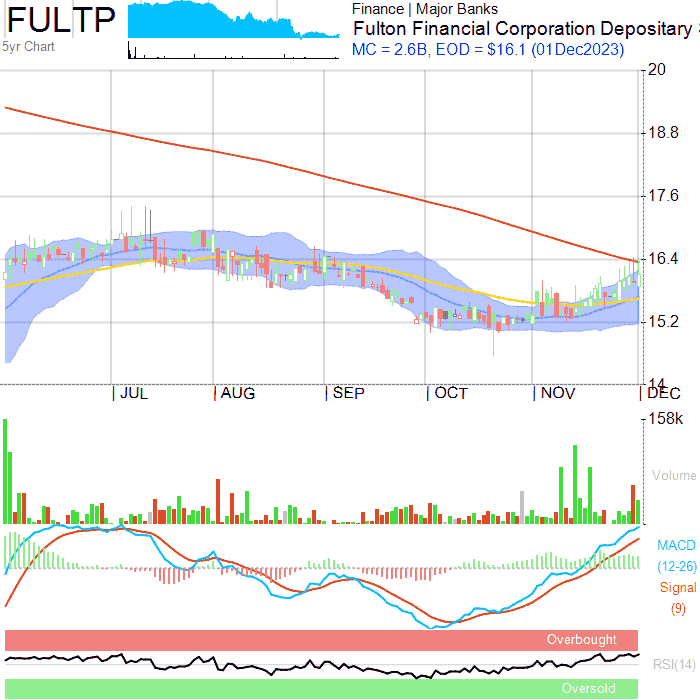 FULTP
5yr Chart
Finance | Major Banks
Fulton Financial Corporation Depositary
MC = 2.6B, EOD = $16.1 (01Dec2023)
20
18.8
17.6
16.4
15.2
14
JUL AUG SEP OCT NOV DEC
158k
Volume
MACD
(12-26)
Signal
(9)
Overbought
RSI(14)
Oversold